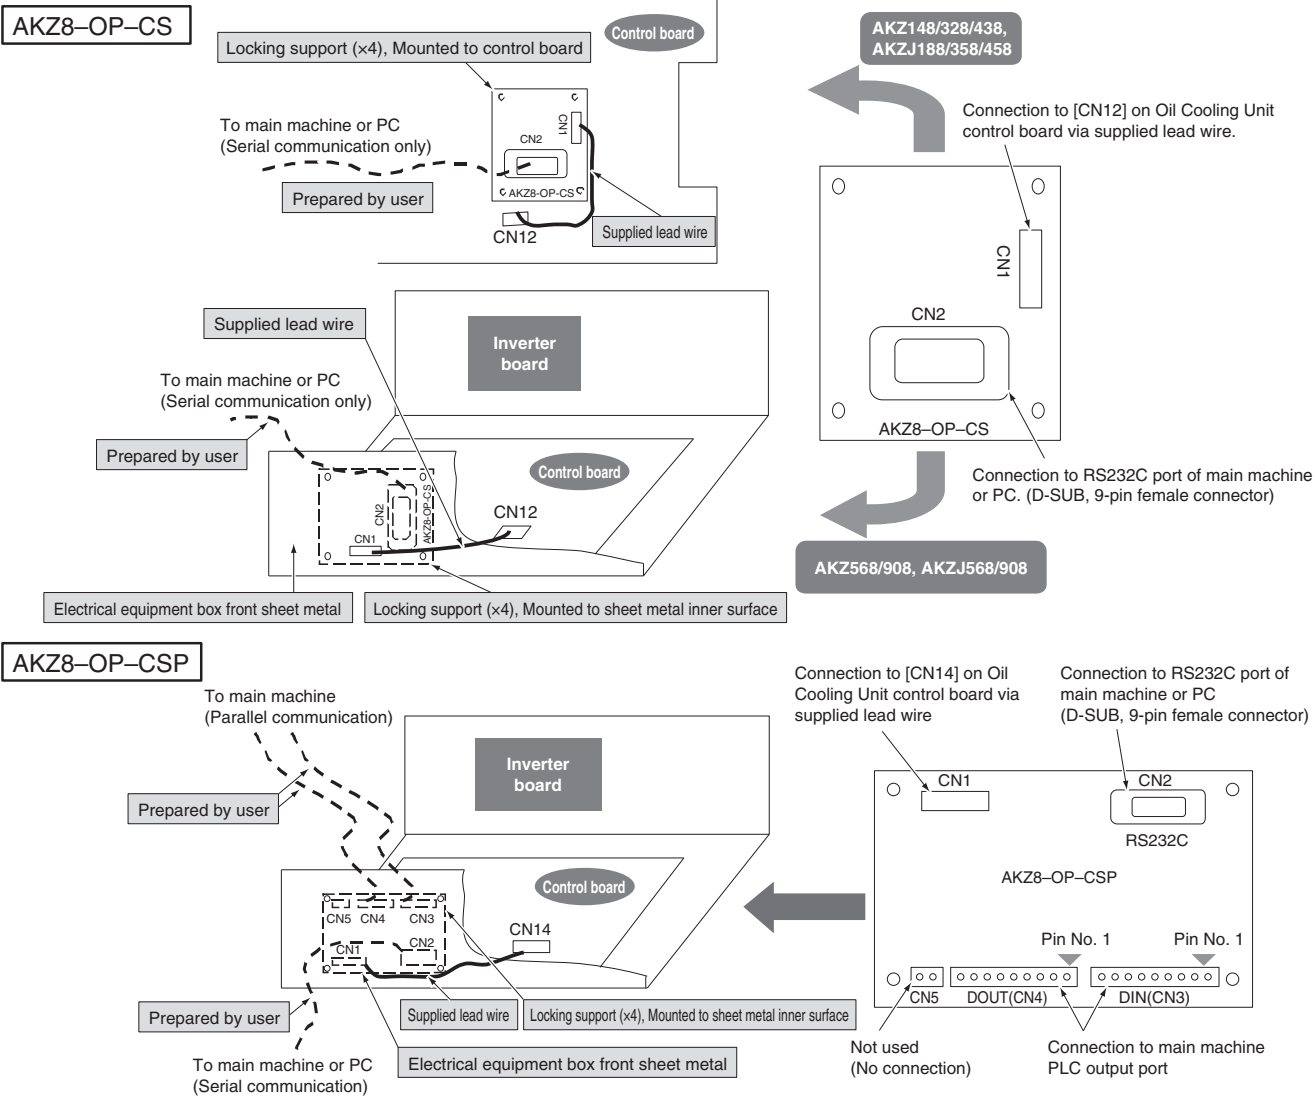 AKZ8–OP–CS
Locking support (×4), Mounted to control board
Control board
To main machine or PC
(Serial communication only)
Prepared by user
CN1
CN2
AKZ8-OP-CS
CN12
Supplied lead wire
AKZ148/328/438,
AKZJ188/358/458
Connection to [CN12] on Oil Cooling Unit
control board via supplied lead wire.
CN1
CN2
AKZ8–OP–CS
Connection to RS232C port of main machine
or PC. (D-SUB, 9-pin female connector)
AKZ568/908, AKZJ568/908
Supplied lead wire
Inverter
board
To main machine or PC
(Serial communication only)
Prepared by user
Control board
CN12
CN2
AKZ8-OP-CS
CN1
Electrical equipment box front sheet metal
Locking support (×4), Mounted to sheet metal inner surface
AKZ8–OP–CSP
To main machine
(Parallel communication)
Prepared by user
Inverter
board
Control board
CN5
CN4
CN3
CN14
CN1
CN2
Prepared by user
Supplied lead wire
Locking support (×4), Mounted to sheet metal inner surface
To main machine or PC
(Serial communication)
Electrical equipment box front sheet metal
Connection to [CN14] on Oil
Cooling Unit control board via
supplied lead wire
Connection to RS232C port of
main machine or PC
(D-SUB, 9-pin female connector)
CN1
CN2
RS232C
AKZ8–OP–CSP
Pin No. 1
Pin No. 1
CN5
DOUT(CN4)
DIN(CN3)
Not used
(No connection)
Connection to main machine
PLC output port